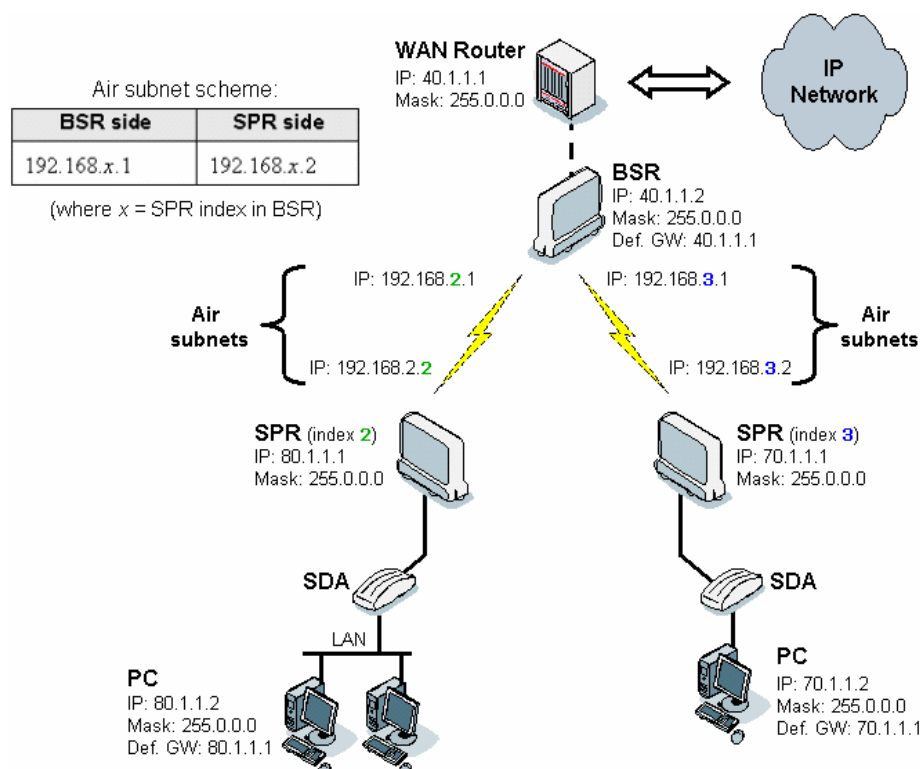 WAN Router
IP: 40.1.1.1
Mask: 255.0.0.0
IP
Network
Air subnet scheme:
BSR side SPR side
192.168.x.1 192.168.x.2
(where x = SPR index in BSR)
BSR
IP: 40.1.1.2
Mask: 255.0.0.0
Def. GW: 40.1.1.1
IP: 192.168.2.1
IP: 192.168.3.1
Air
subnets
Air
subnets
IP: 192.168.2.2
IP: 192.168.3.2
SPR (index 2)
IP: 80.1.1.1
Mask: 255.0.0.0
SPR (index 3)
IP: 70.1.1.1
Mask: 255.0.0.0
SDA
SDA
LAN
PC
IP: 80.1.1.2
Mask: 255.0.0.0
Def. GW: 80.1.1.1
PC
IP: 70.1.1.2
Mask: 255.0.0.0
Def. GW: 70.1.1.1